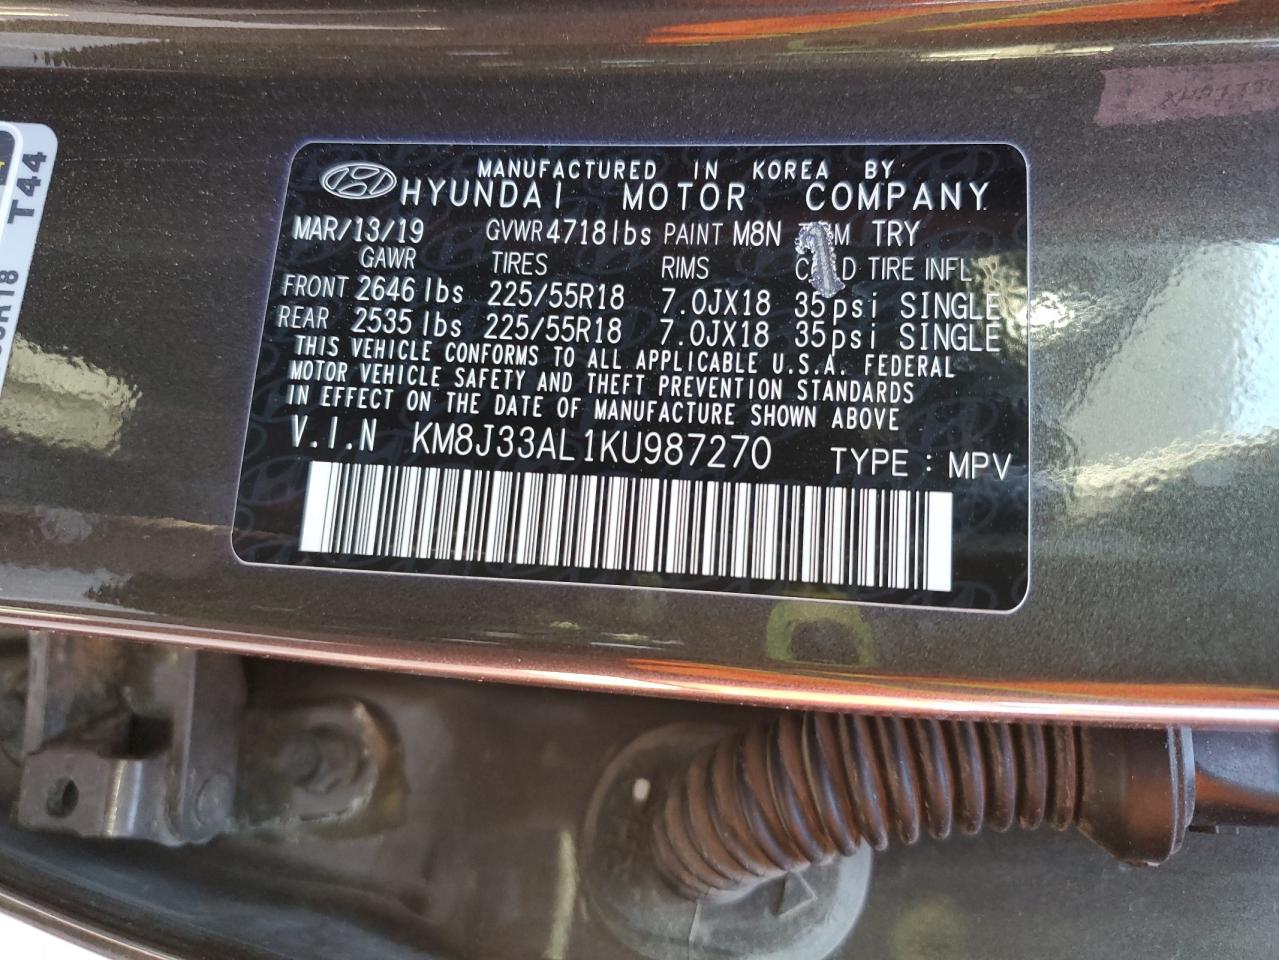 MANUFACTURED IN KOREA BY
HYUNDAI MOTOR COMPANY
MAR/13/19 GVWR 4718lbs PAINT M8N TRY
GAWR TIRES RIMS TIRE INFL
FRONT 2646 lbs 225/55R18 7.0JX18 35psi SINGLE
REAR 2535 lbs 225/55R18 7.0JX18 35psi SINGLE
THIS VEHICLE CONFORMS TO ALL APPLICABLE U.S.A. FEDERAL
MOTOR VEHICLE SAFETY AND THEFT PREVENTION STANDARDS
IN EFFECT ON THE DATE OF MANUFACTURE SHOWN ABOVE
V.I.N KM8J33AL1KU987270 TYPE : MPV
T44